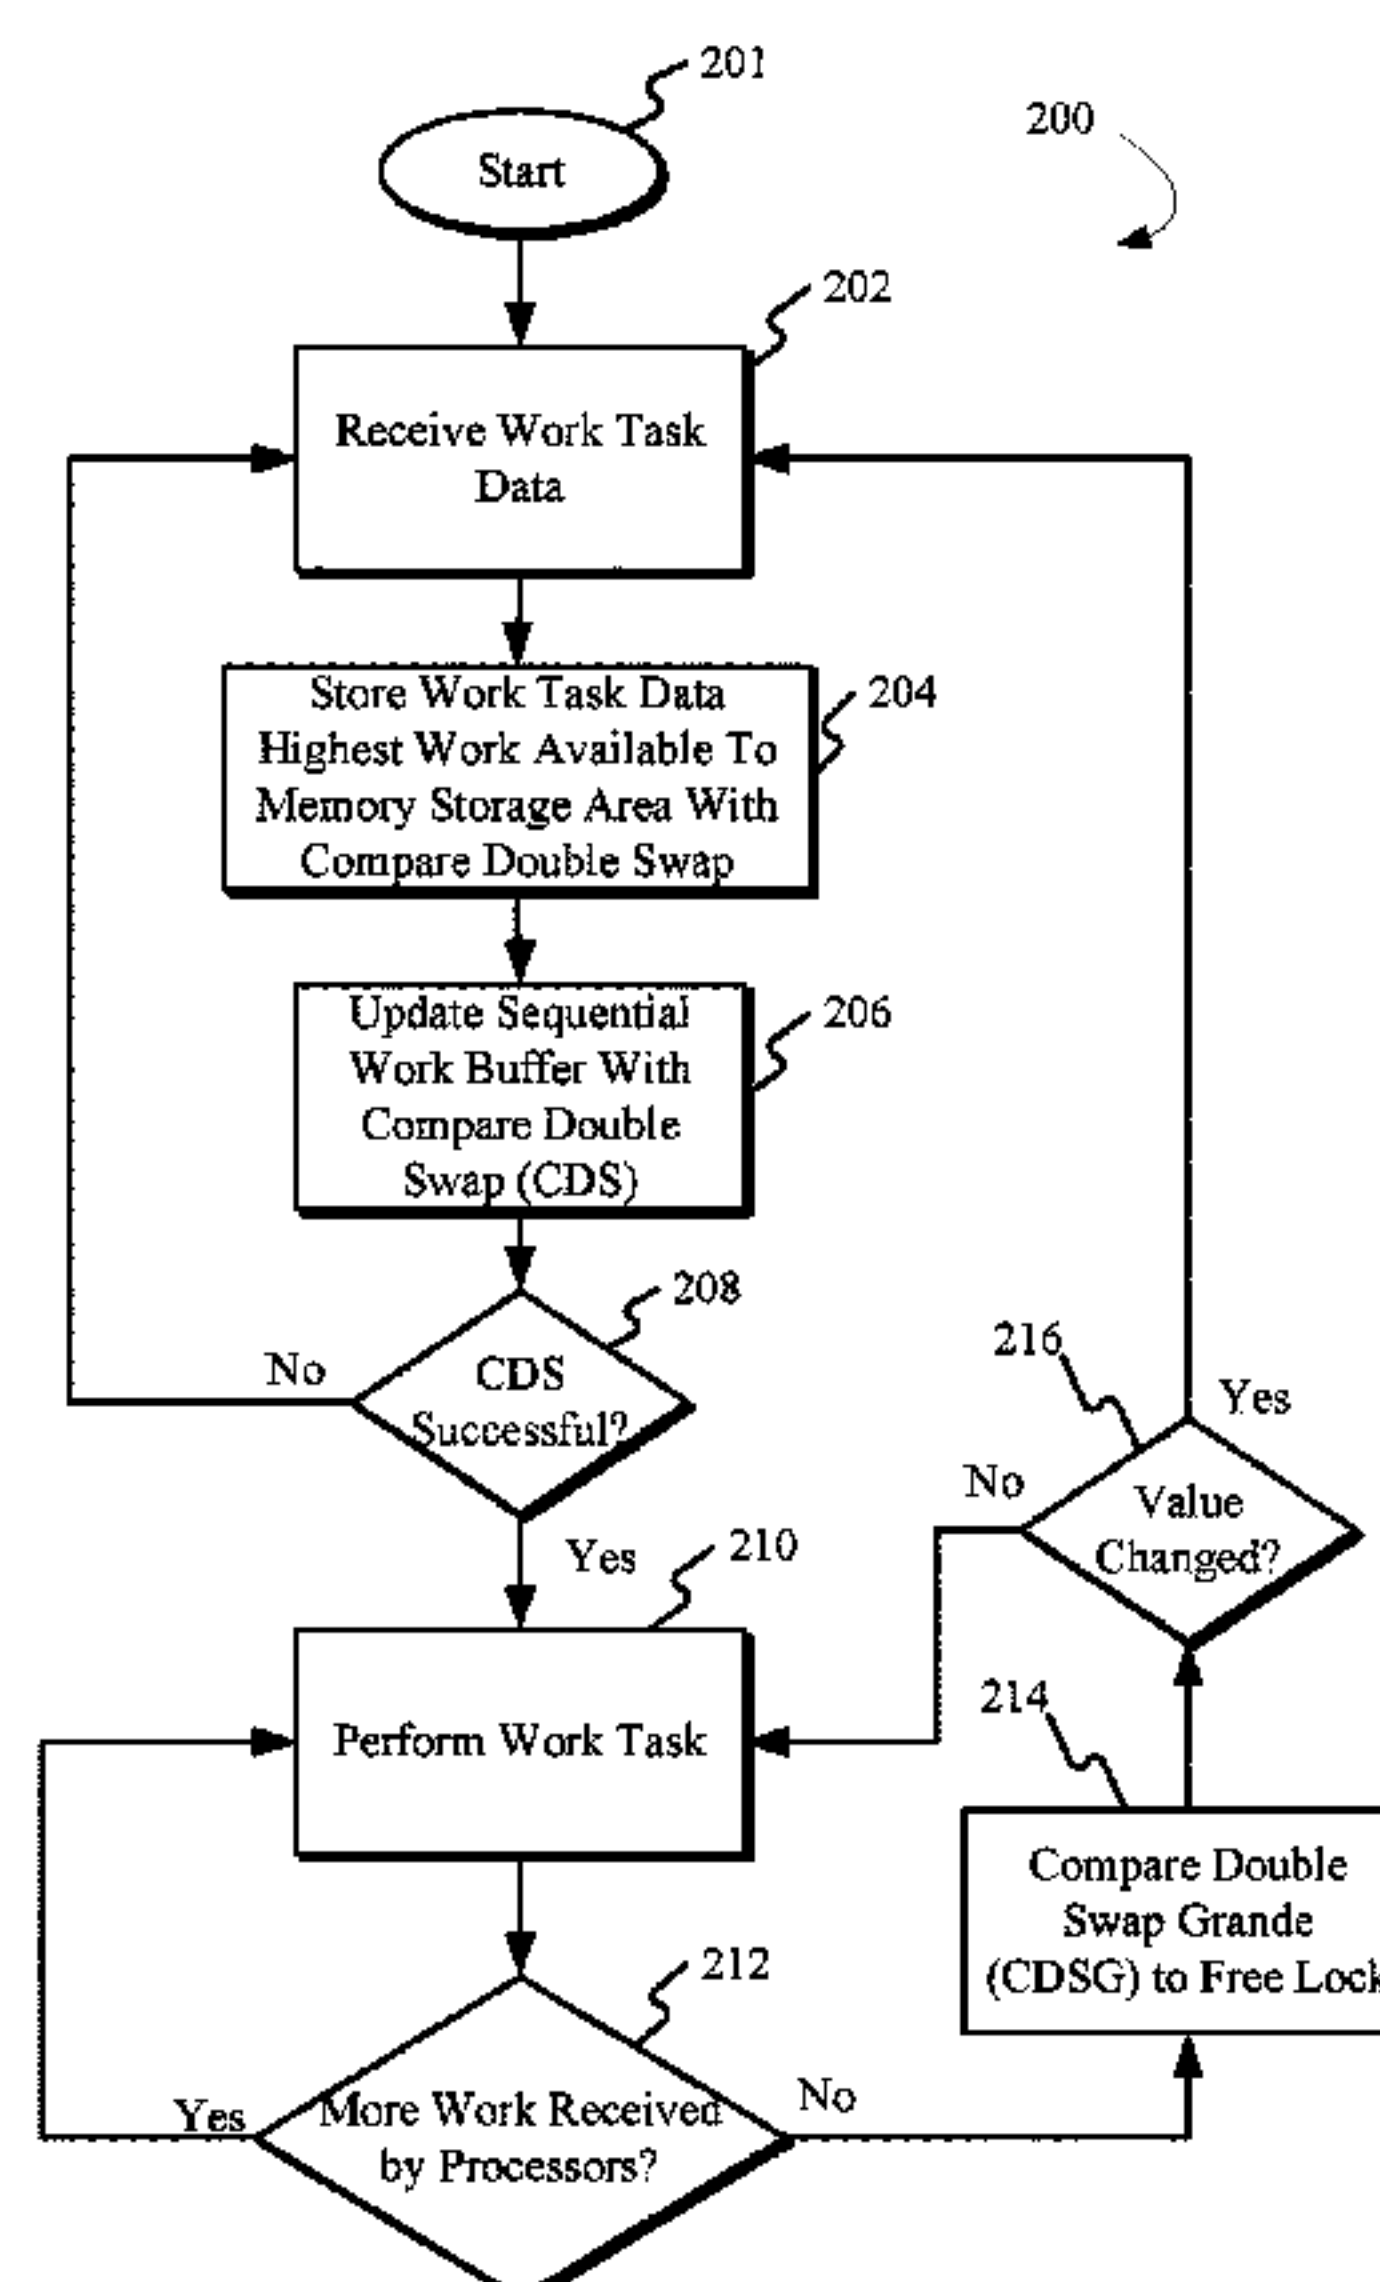 201
200
Start
202
Receive Work Task
Data
204
Store Work Task Data
Highest Work Available To
Memory Storage Area With
Compare Double Swap
206
Update Sequential
Work Buffer With
Compare Double
Swap (CDS)
208
No
CDS
Successful?
216
Yes
No
Value
Changed?
Yes
210
Perform Work Task
214
Compare Double
Swap Grande
(CDSG) to Free Lock
212
Yes
More Work Received
by Processors?
No